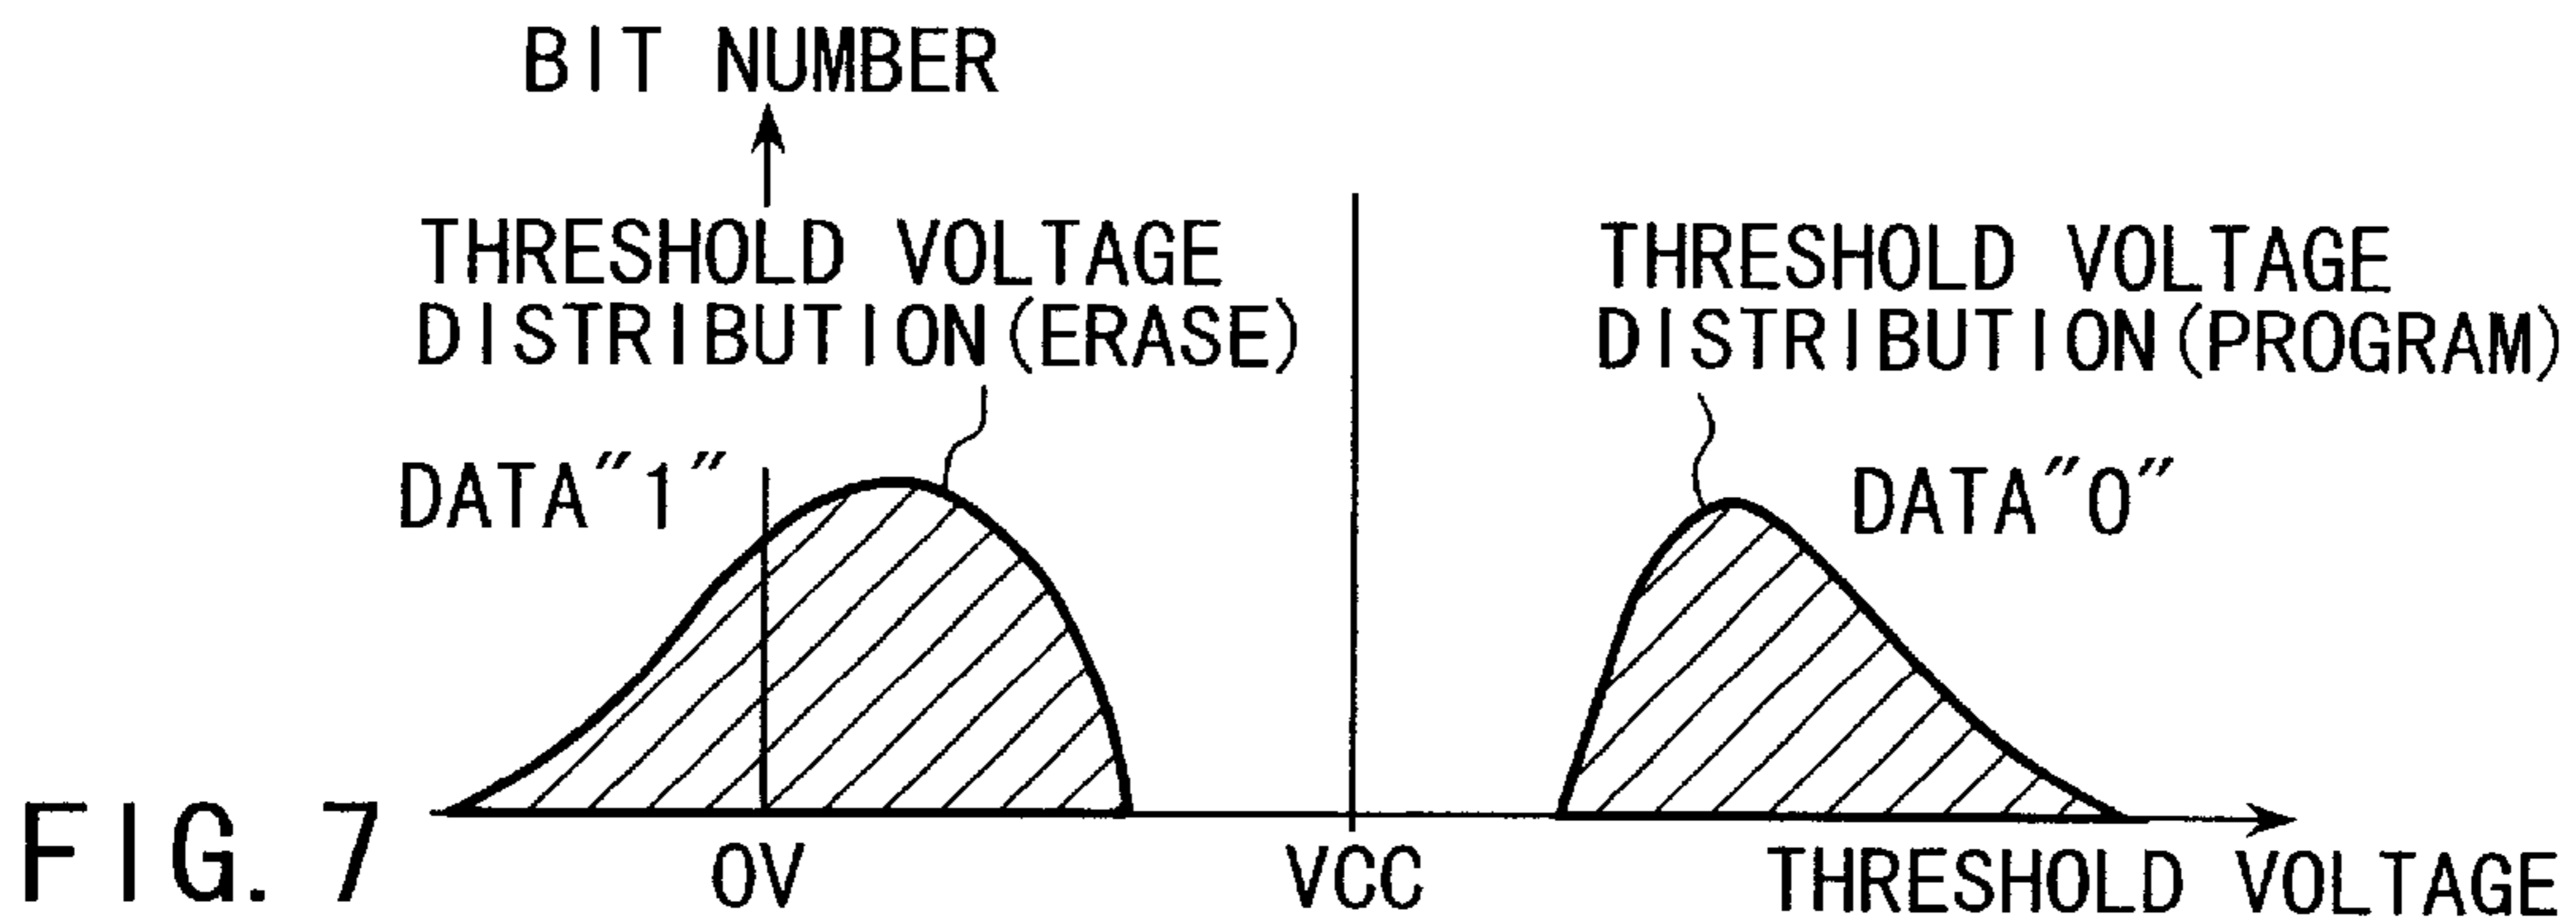 BIT NUMBER
THRESHOLD VOLTAGE
DISTRIBUTION(ERASE)
THRESHOLD VOLTAGE
DISTRIBUTION(PROGRAM)
DATA"1"
DATA"0"
0V
VCC
THRESHOLD VOLTAGE
FIG. 7